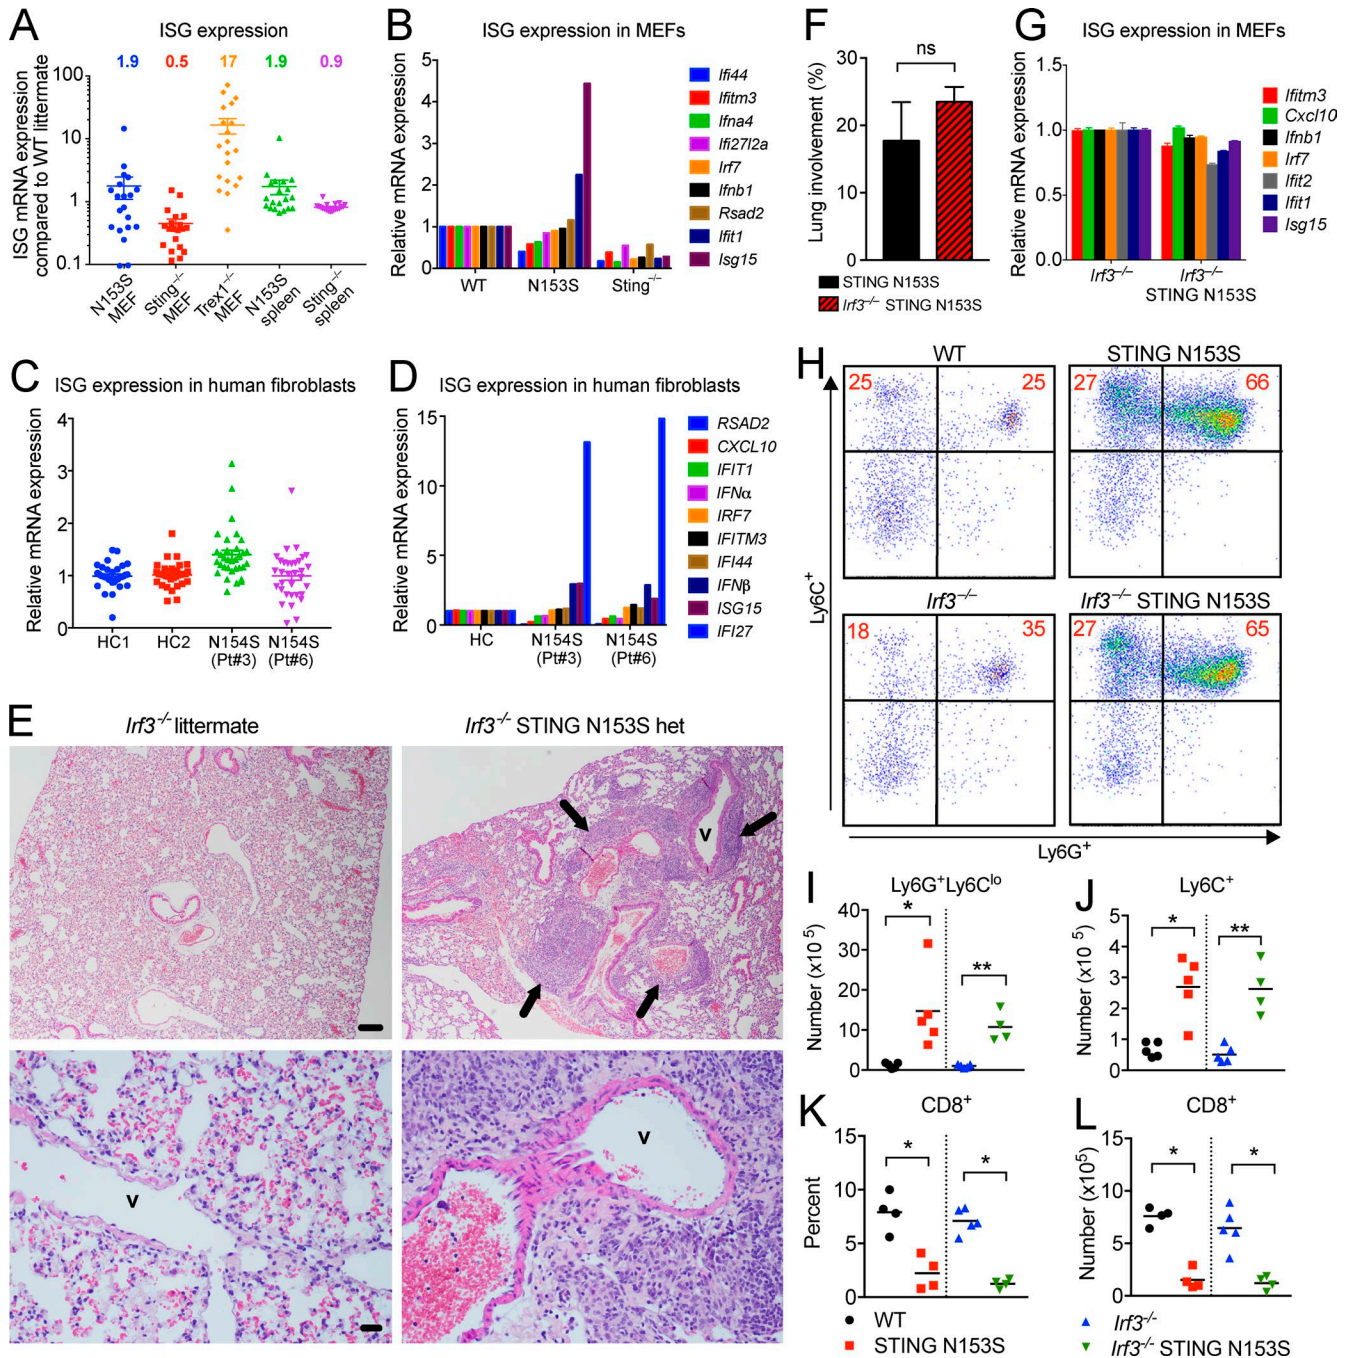 A
ISG expression
ISG mRNA expression
compared to WT littermate
1.9 0.5 17 1.9 0.9
100
10
1
0.1
N153S MEF
Sting–/– MEF
Trex1–/– MEF
N153S spleen
Sting–/– spleen
B
ISG expression in MEFs
Relative mRNA expression
5
4
3
2
1
0
WT N153S Sting–/–
Ifi44
Ifitm3
Ifna4
Ifi27l2a
Irf7
Ifnb1
Rsad2
Ifit1
Isg15
F
ns
Lung involvement (%)
30
20
10
0
STING N153S
Irf3–/– STING N153S
G
ISG expression in MEFs
Relative mRNA expression
1.5
1.0
0.5
0.0
Irf3–/– Irf3–/–
STING N153S
Ifitm3
Cxcl10
Ifnb1
Irf7
Ifit2
Ifit1
Isg15
C
ISG expression in human fibroblasts
Relative mRNA expression
4
3
2
1
0
HC1 HC2 N154S N154S
(Pt#3) (Pt#6)
D
ISG expression in human fibroblasts
Relative mRNA expression
15
10
5
0
HC N154S N154S
(Pt#3) (Pt#6)
RSAD2
CXCL10
IFIT1
IFNα
IRF7
IFITM3
IFI44
IFNβ
ISG15
IFI27
H
WT STING N153S
25 25 27 66
Irf3–/– Irf3–/– STING N153S
18 35 27 65
Ly6C+
Ly6G+
E
Irf3-/- littermate Irf3-/- STING N153S het
v
v
v
I
Ly6G+Ly6Clo
Number (x10 5)
40
30
20
10
0
* **
J
Ly6C+
Number (x10 5)
5
4
3
2
1
0
* **
K
CD8+
Percent
15
10
5
0
* *
L
CD8+
Number (x105)
15
10
5
0
* *
WT
STING N153S
Irf3-/-
Irf3-/- STING N153S